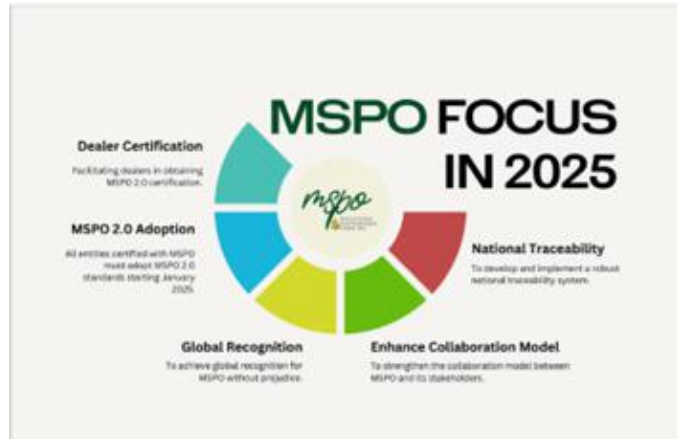 MSPO FOCUS
IN 2025
Dealer Certification
Facilitating dealers in obtaining
MSPO 2.0 certification.
MSPO 2.0 Adoption
All entities certified with MSPO
must adopt MSPO 2.0
standards starting January
2025.
Global Recognition
To achieve global recognition for
MSPO without prejudice.
Enhance Collaboration Model
To strengthen the collaboration model between
MSPO and its stakeholders.
National Traceability
To develop and implement a robust
national traceability system.
mspo